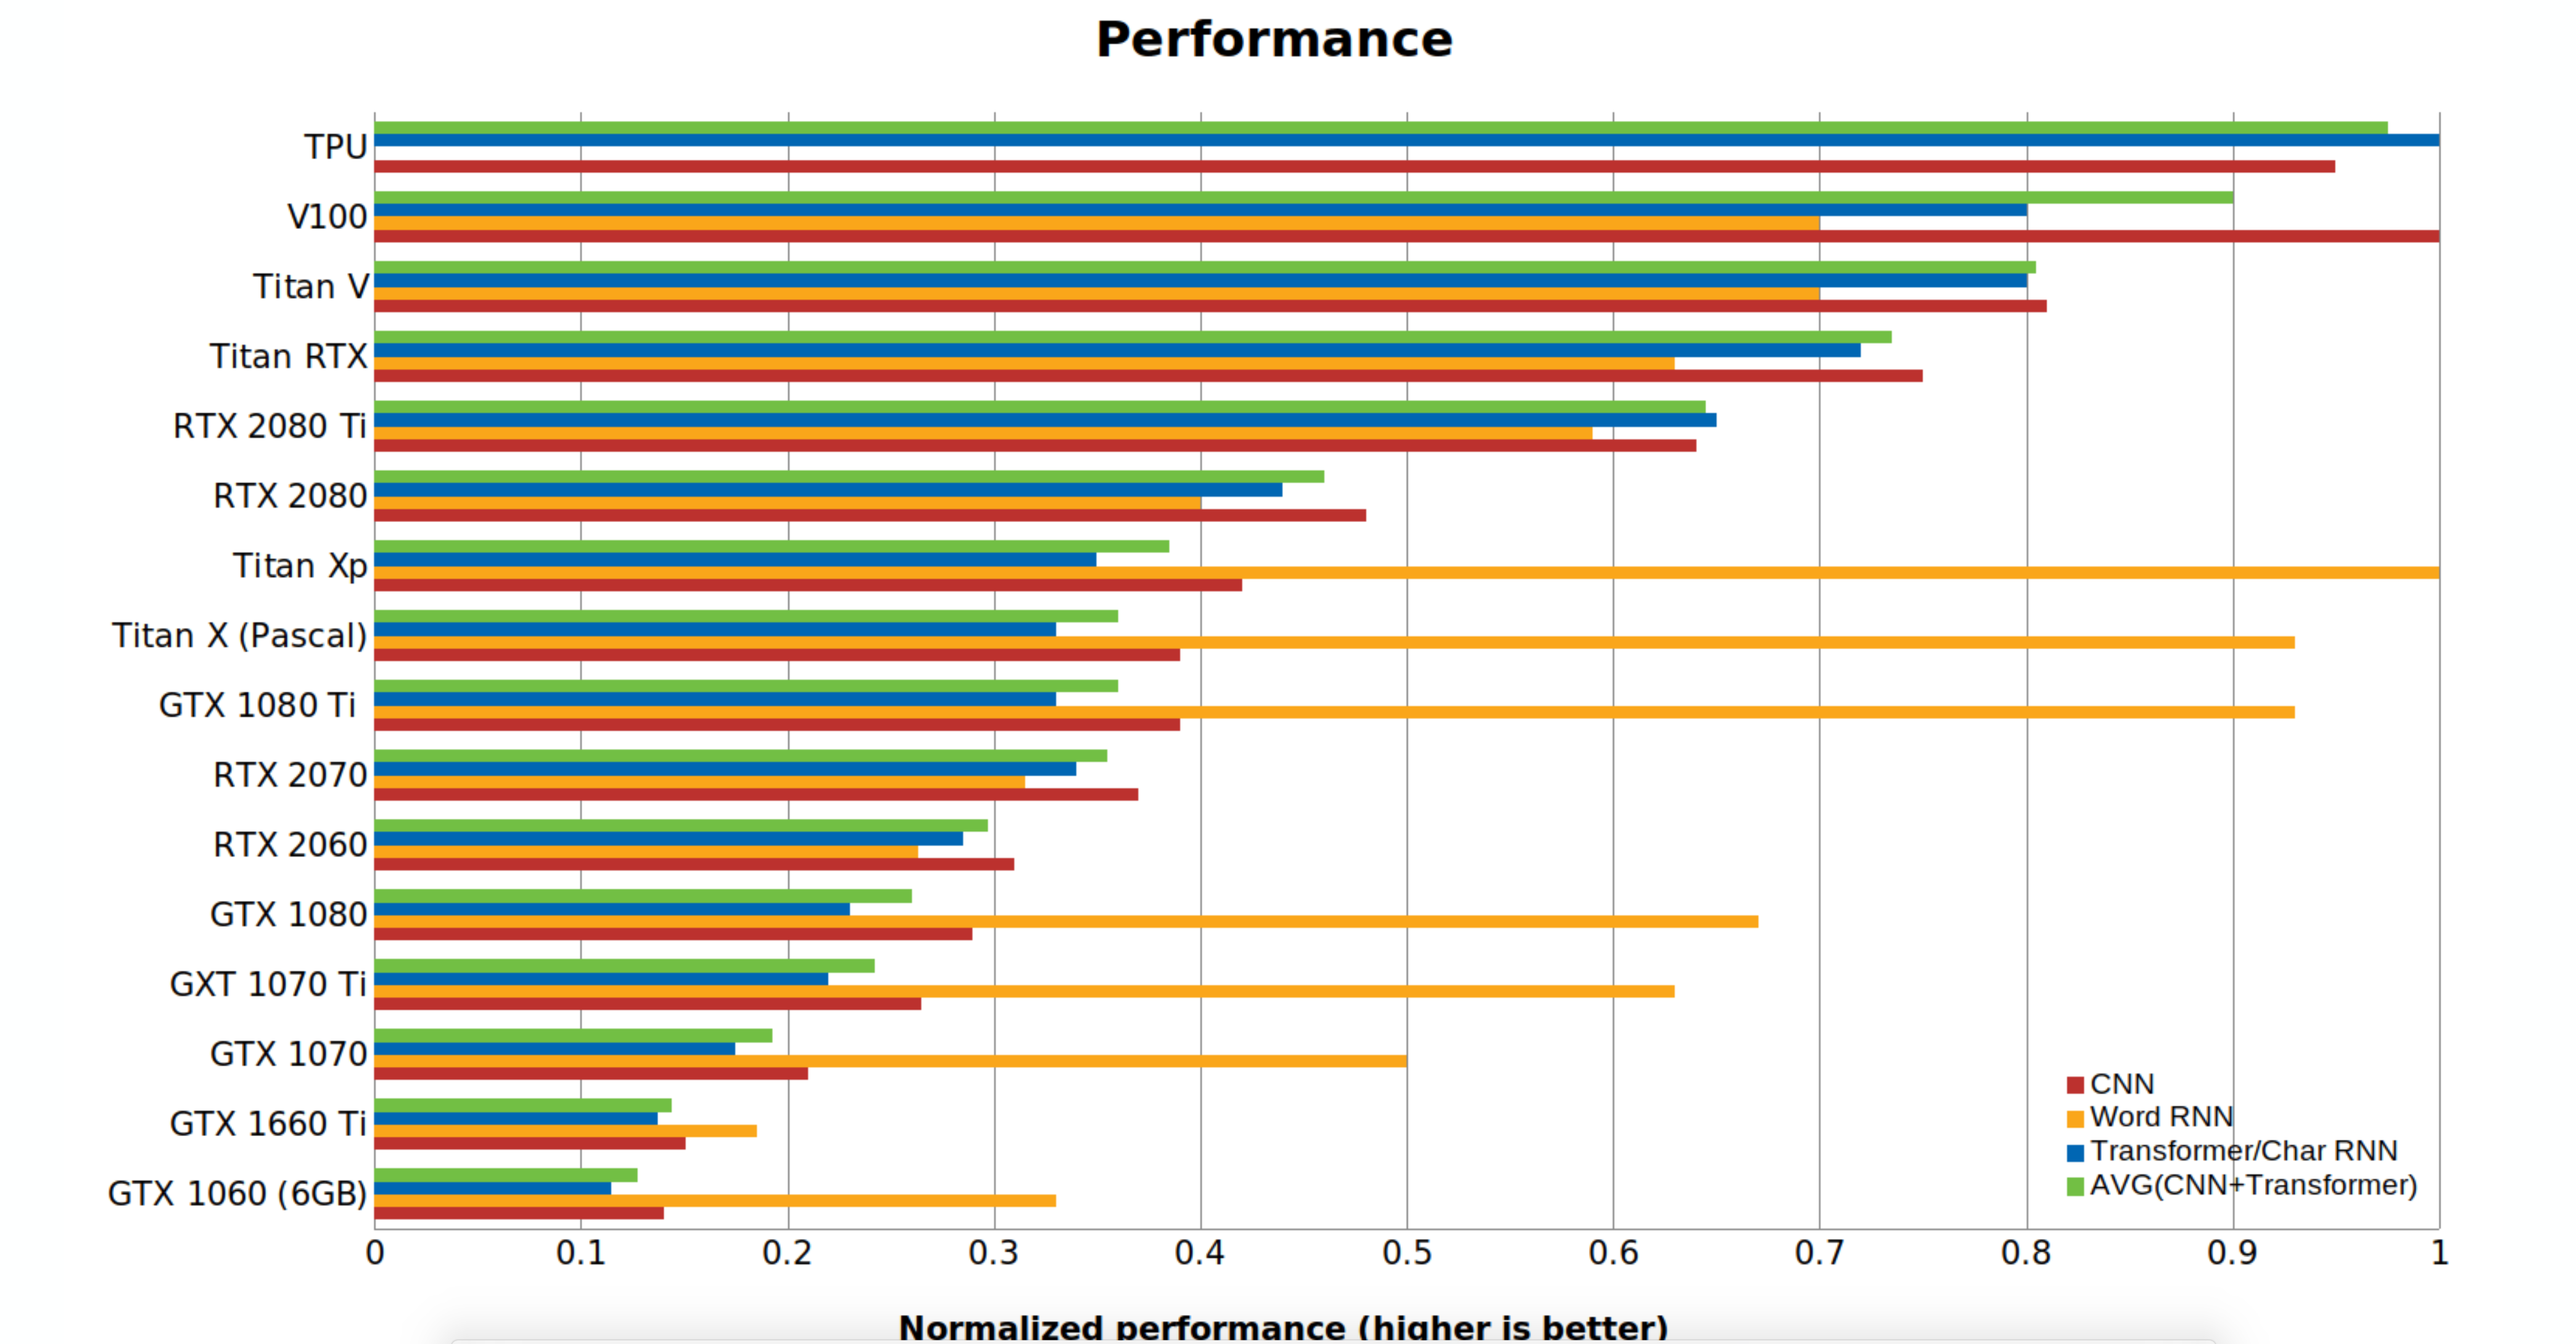 Performance
TPU
V100
Titan V
Titan RTX
RTX 2080 Ti
RTX 2080
Titan Xp
Titan X (Pascal)
GTX 1080 Ti
RTX 2070
RTX 2060
GTX 1080
GXT 1070 Ti
GTX 1070
GTX 1660 Ti
GTX 1060 (6GB)
CNN
Word RNN
Transformer/Char RNN
AVG(CNN+Transformer)
0 0.1 0.2 0.3 0.4 0.5 0.6 0.7 0.8 0.9 1
Normalized performance (higher is better)